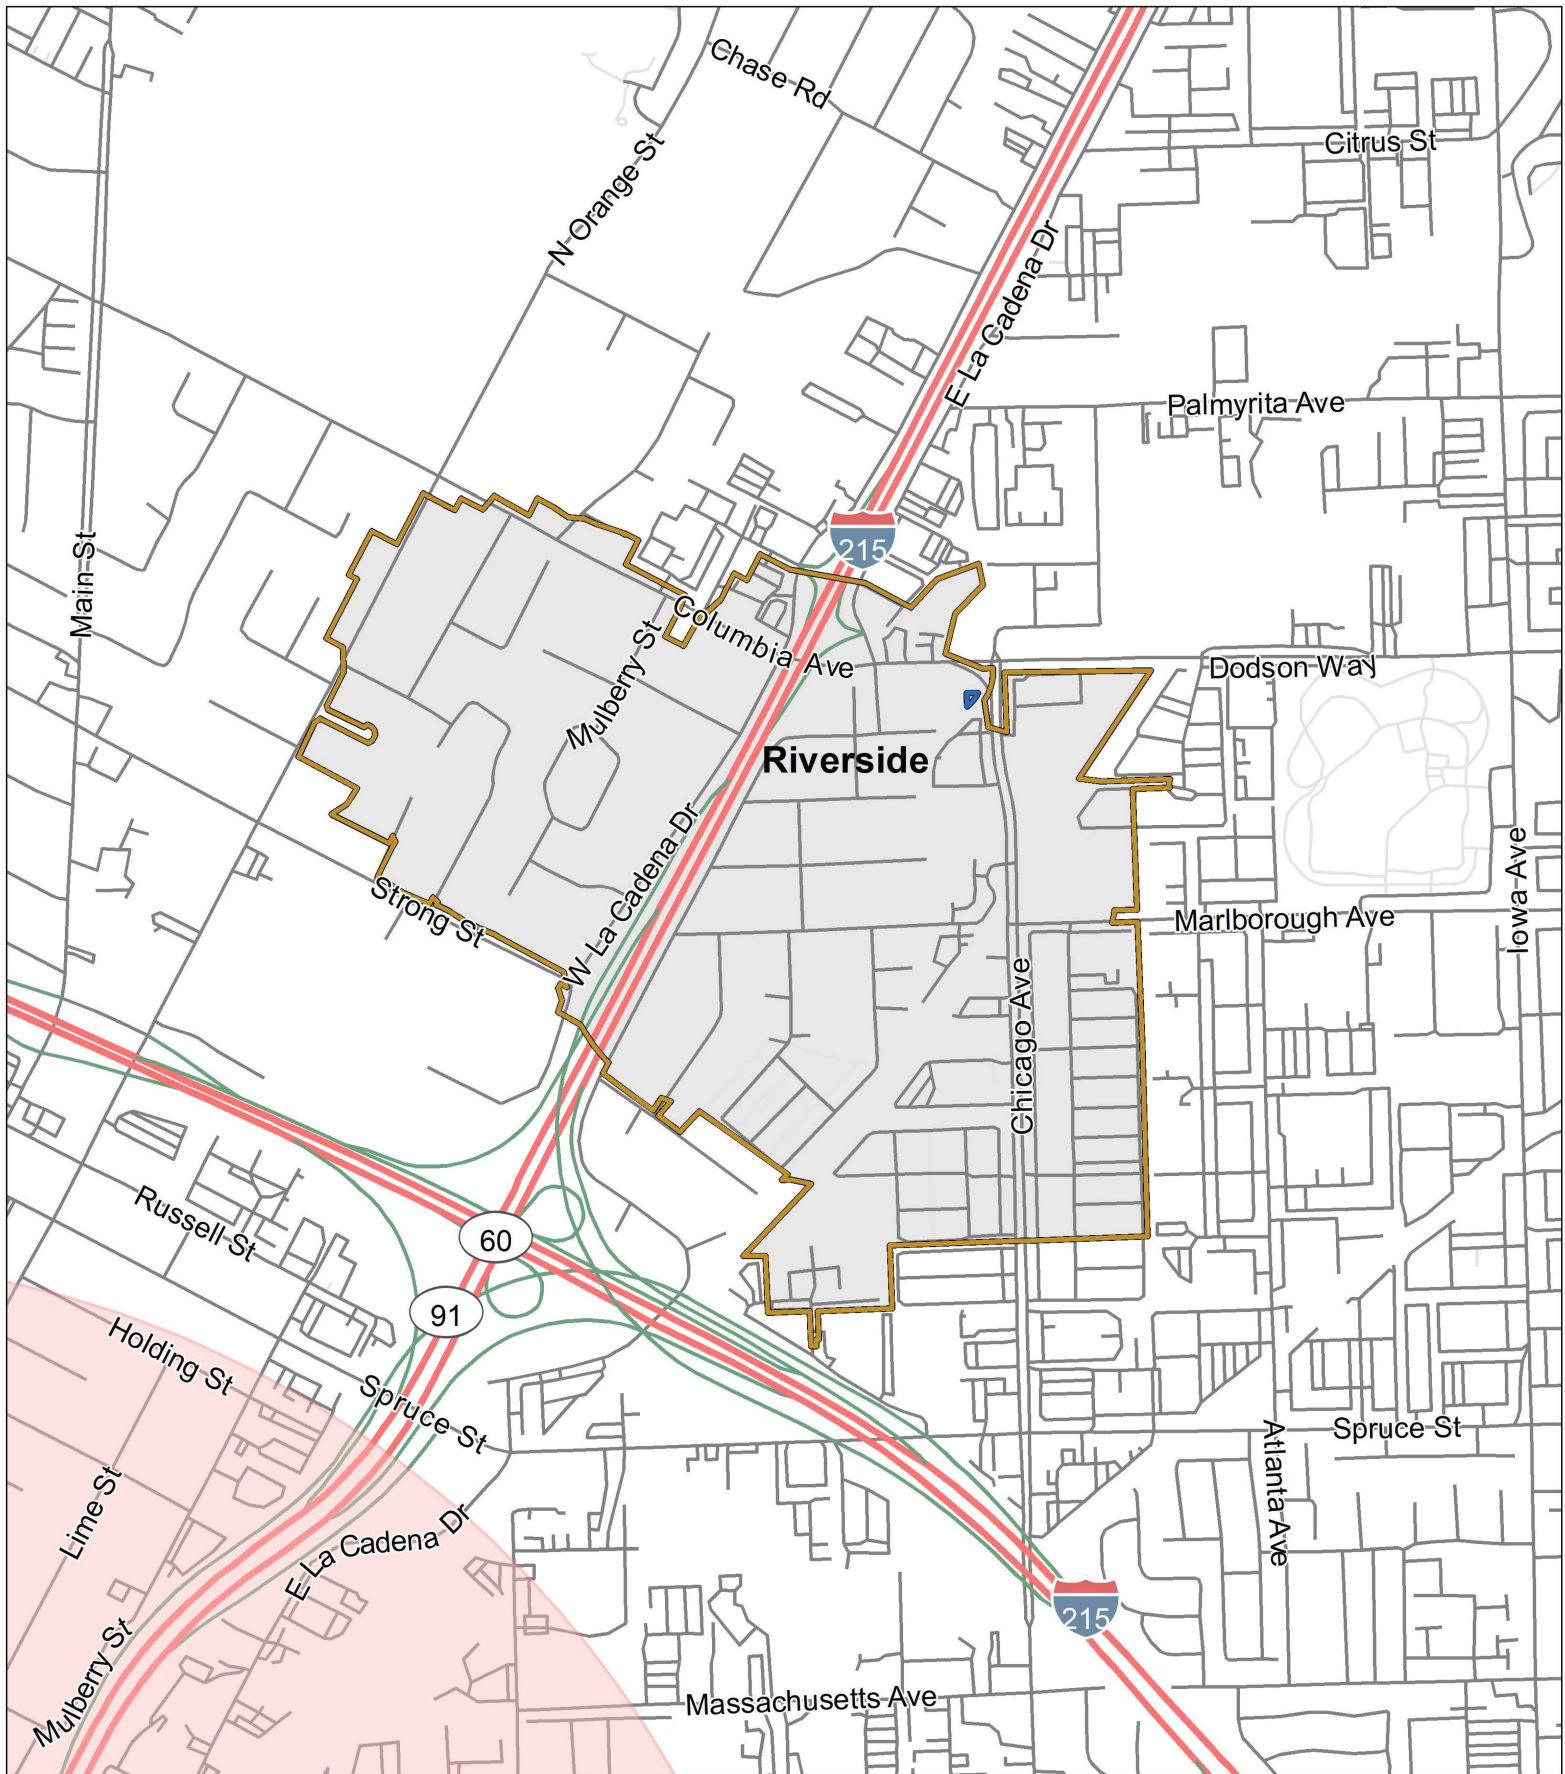 Chase Rd
Citrus St
N Orange St
E La Cadena Dr
Palmyrita Ave
215
Main St
Columbia Ave
Mulberry St
Dodson Way
Riverside
W La Cadena Dr
Strong St
Marlborough Ave
Iowa Ave
Chicago Ave
Russell St
60
91
Holding St
Spruce St
Spruce St
Atlanta Ave
Lime St
E La Cadena Dr
215
Mulberry St
Massachusetts Ave